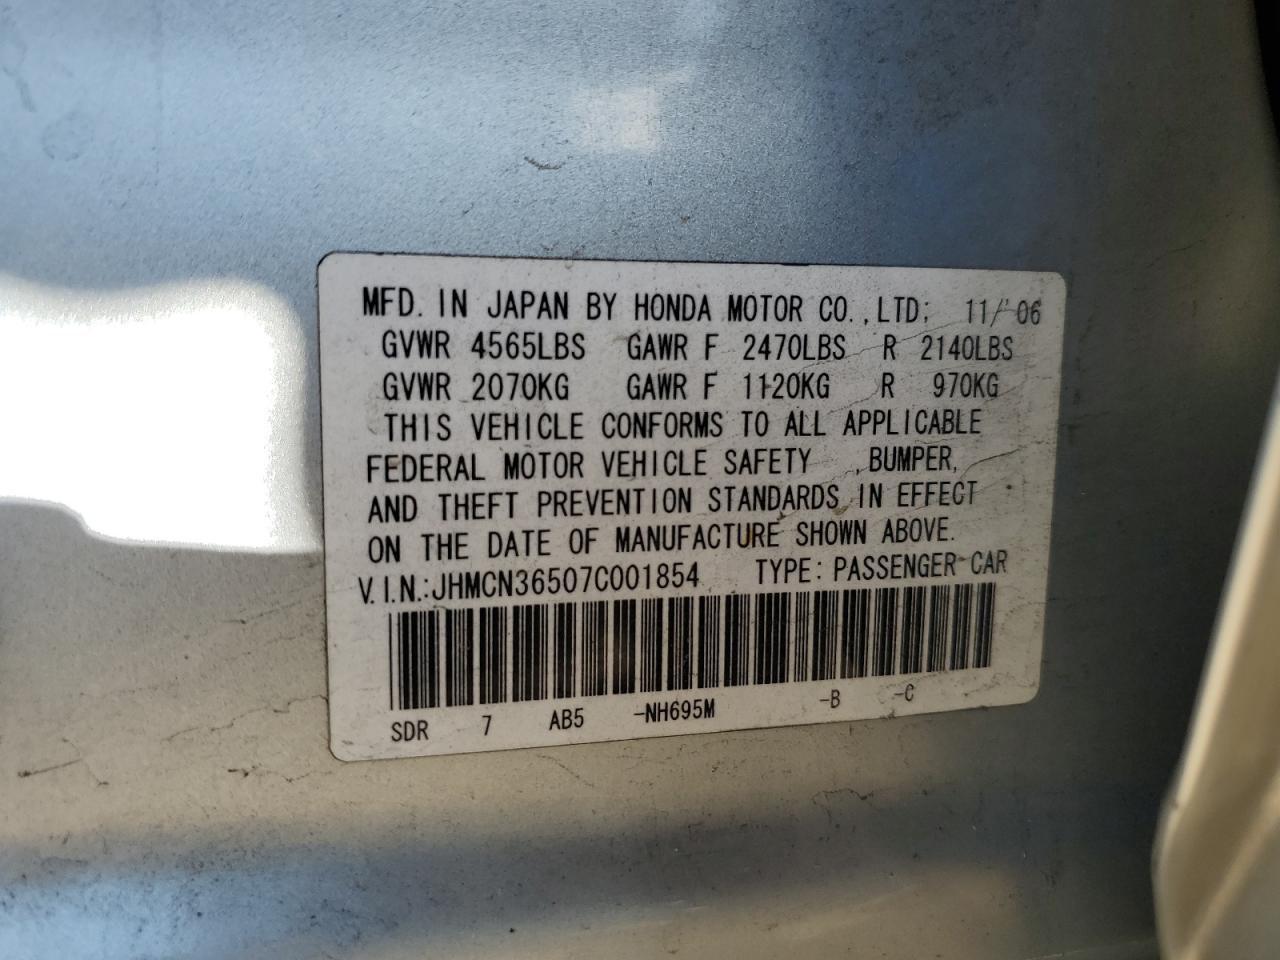 MFD. IN JAPAN BY HONDA MOTOR CO., LTD; 11/'06
GVWR 4565LBS GAWR F 2470LBS R 2140LBS
GVWR 2070KG GAWR F 1120KG R 970KG
THIS VEHICLE CONFORMS TO ALL APPLICABLE
FEDERAL MOTOR VEHICLE SAFETY , BUMPER,
AND THEFT PREVENTION STANDARDS IN EFFECT
ON THE DATE OF MANUFACTURE SHOWN ABOVE.
V.I.N.:JHMCN36507C001854 TYPE: PASSENGER CAR
SDR 7 AB5 -NH695M -B -C